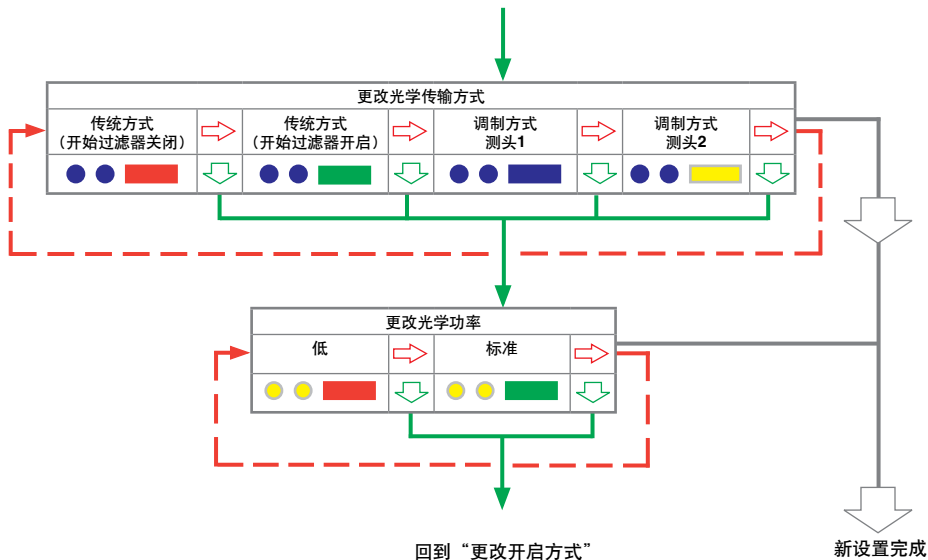 更改光学传输方式
传统方式
（开始过滤器关闭）
传统方式
（开始过滤器开启）
调制方式
测头1
调制方式
测头2
更改光学功率
低
标准
回到“更改开启方式”
新设置完成